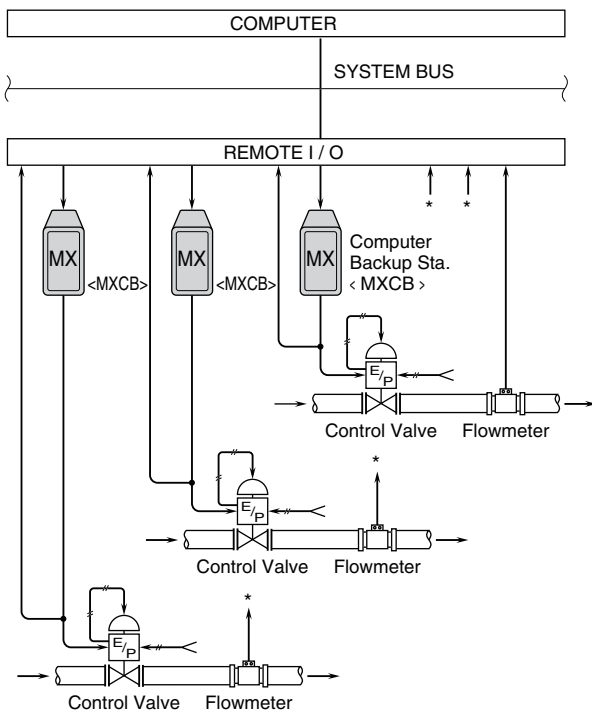 COMPUTER
SYSTEM BUS
REMOTE I / O
* *
MX
<MXCB>
MX
<MXCB>
MX
Computer
Backup Sta.
< MXCB >
E/P
Control Valve Flowmeter
*
E/P
Control Valve Flowmeter
*
E/P
Control Valve Flowmeter